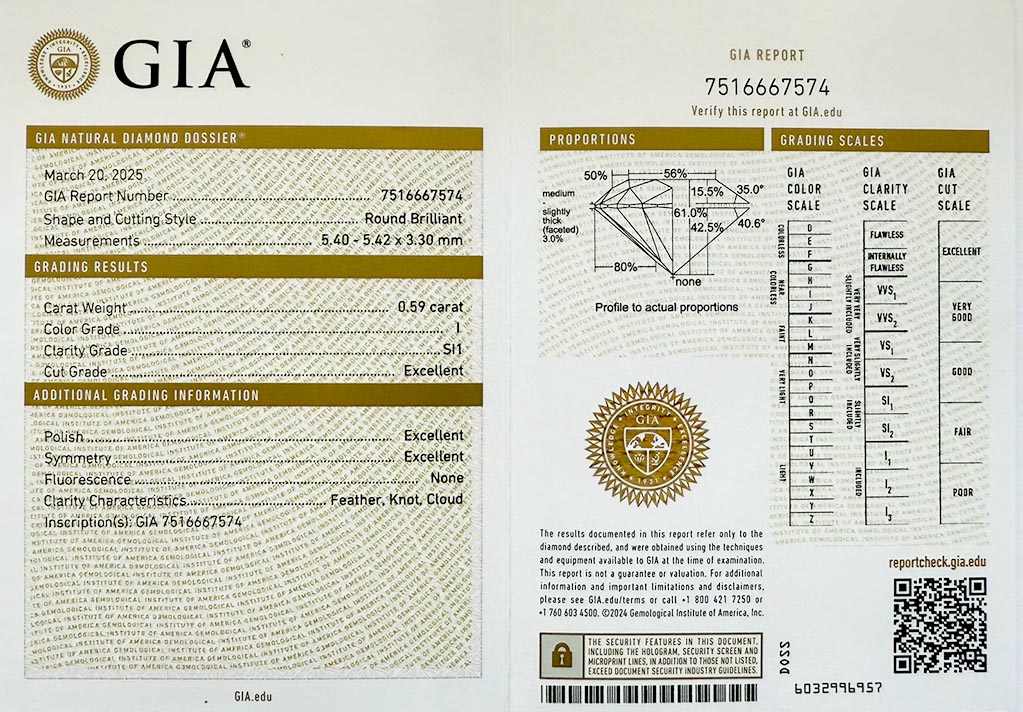 GIA®
GIA NATURAL DIAMOND DOSSIER®
March 20, 2025
GIA Report Number 7516667574
Shape and Cutting Style Round Brilliant
Measurements 5.40 - 5.42 x 3.30 mm
GRADING RESULTS
Carat Weight 0.59 carat
Color Grade I
Clarity Grade SI1
Cut Grade Excellent
ADDITIONAL GRADING INFORMATION
Polish Excellent
Symmetry Excellent
Fluorescence None
Clarity Characteristics Feather, Knot, Cloud
Inscription(s): GIA 7516667574
GIA.edu
GIA REPORT
7516667574
Verify this report at GIA.edu
PROPORTIONS
50%
56%
medium
-
slightly
thick
(faceted)
3.0%
15.5%
35.0°
61.0%
42.5%
40.6°
80%
none
Profile to actual proportions
INTEGRITY
GIA
KNOWLEDGE
EXCELLENCE
1931
The results documented in this report refer only to the
diamond described, and were obtained using the techniques
and equipment available to GIA at the time of examination.
This report is not a guarantee or valuation. For additional
information and important limitations and disclaimers,
please see GIA.edu/terms or call +1 800 421 7250 or
+1 760 603 4500. ©2024 Gemological Institute of America, Inc.
THE SECURITY FEATURES IN THIS DOCUMENT,
INCLUDING THE HOLOGRAM, SECURITY SCREEN AND
MICROPRINT LINES, IN ADDITION TO THOSE NOT LISTED,
EXCEED DOCUMENT SECURITY INDUSTRY GUIDELINES.
GRADING SCALES
GIA
COLOR
SCALE
COLORLESS
D
E
F
NEAR
COLORLESS
G
H
I
J
FAINT
K
L
M
VERY LIGHT
N
O
P
Q
R
LIGHT
S
T
U
V
W
X
Y
Z
GIA
CLARITY
SCALE
FLAWLESS
INTERNALLY
FLAWLESS
VERY VERY
SLIGHTLY INCLUDED
VVS1
VVS2
VERY SLIGHTLY
INCLUDED
VS1
VS2
SLIGHTLY
INCLUDED
SI1
SI2
INCLUDED
I1
I2
I3
GIA
CUT
SCALE
EXCELLENT
VERY
GOOD
GOOD
FAIR
POOR
reportcheck.gia.edu
DOSS
6032996957